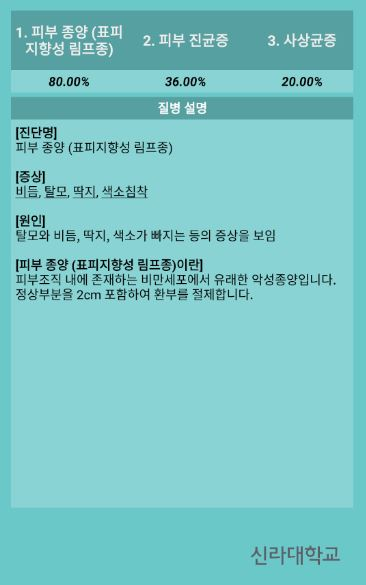 1. 피부 종양 (표피
지향성 림프종)
2. 피부 진균증
3. 사상균증
80.00%
36.00%
20.00%
질병 설명
[진단명]
피부 종양 (표피지향성 림프종)
[증상]
비듬, 탈모, 딱지, 색소침착
[원인]
탈모와 비듬, 딱지, 색소가 빠지는 등의 증상을 보임
[피부 종양 (표피지향성 림프종)이란]
피부조직 내에 존재하는 비만세포에서 유래한 악성종양입니다.
정상부분을 2cm 포함하여 환부를 절제합니다.
신라대학교